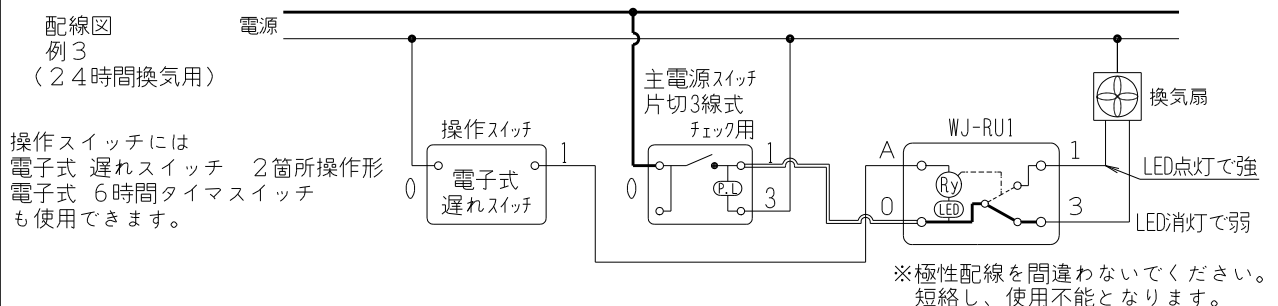 配線図
例3
(24時間換気用)
電源
操作スイッチには
電子式 遅れスイッチ 2箇所操作形
電子式 6時間タイマスイッチ
も使用できます。
操作スイッチ
0
1
電子式
遅れスイッチ
主電源スイッチ
片切3線式
チェック用
0
1
P.L
3
WJ-RU1
A
0
Ry
LED
1
3
換気扇
LED点灯で強
LED消灯で弱
※極性配線を間違わないでください。
短絡し、使用不能となります。